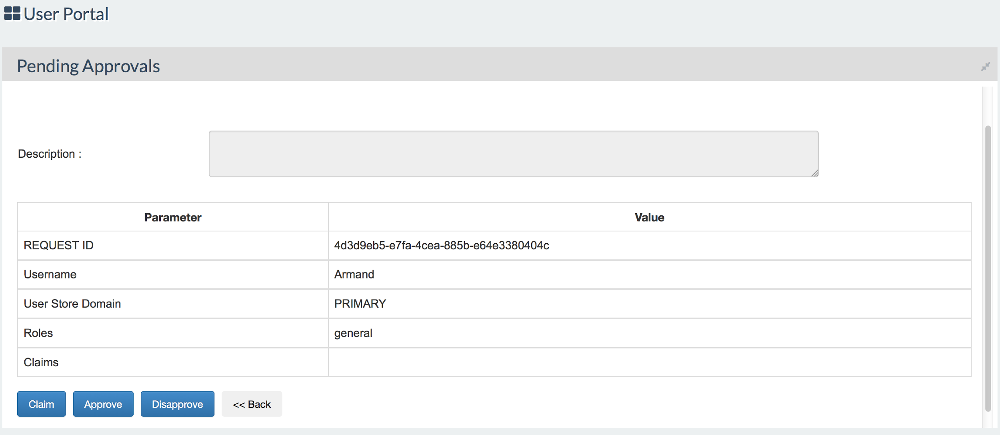 User Portal
Pending Approvals
Description :
Parameter Value
REQUEST ID 4d3d9eb5-e7fa-4cea-885b-e64e3380404c
Username Armand
User Store Domain PRIMARY
Roles general
Claims
Claim Approve Disapprove << Back